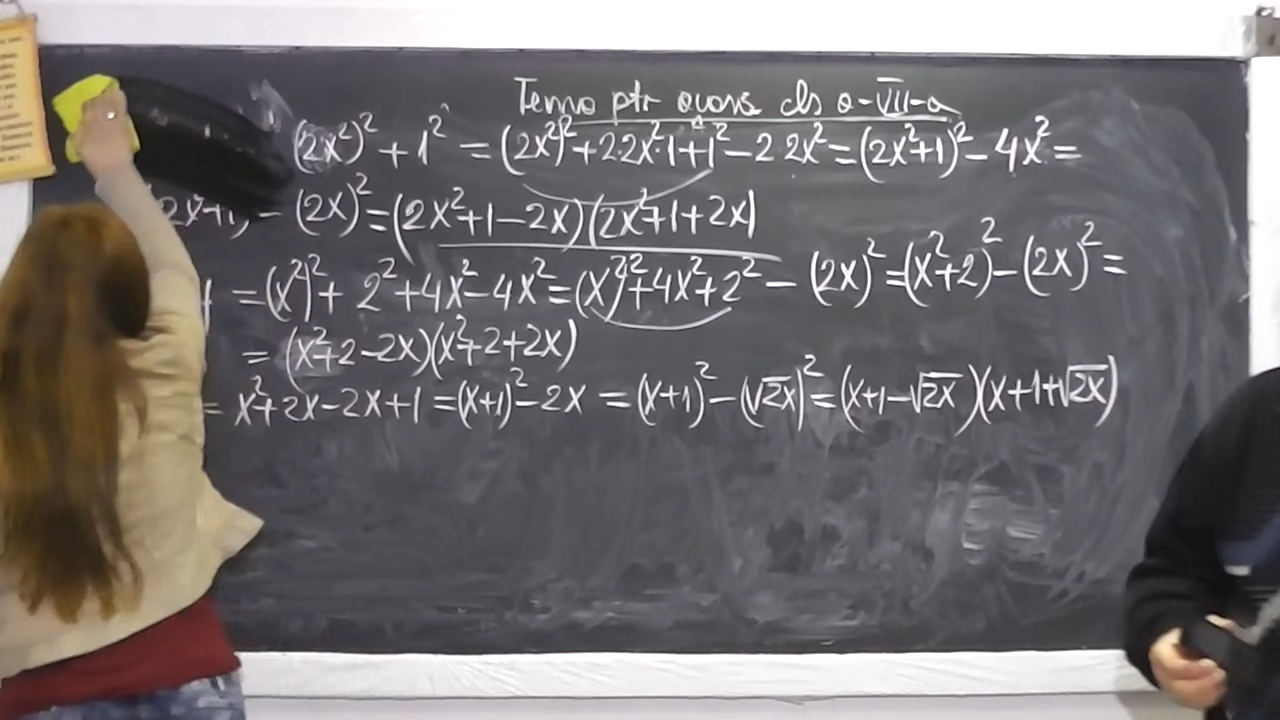 Tema ptr acasă cls a-VII-a
(2x²)² + 1² = (2x²)² + 2·2x²·1 + 1² - 2 2x² = (2x²+1)² - 4x² =
- (2x)² = (2x²+1-2x)(2x²+1+2x)
= (x²)² + 2² + 4x² - 4x² = (x²)² + 4x² + 2² - (2x)² = (x²+2)² - (2x)² =
= (x²+2-2x)(x²+2+2x)
= x²+2x-2x+1 = (x+1)² - 2x = (x+1)² - (√2x)² = (x+1-√2x)(x+1+√2x)